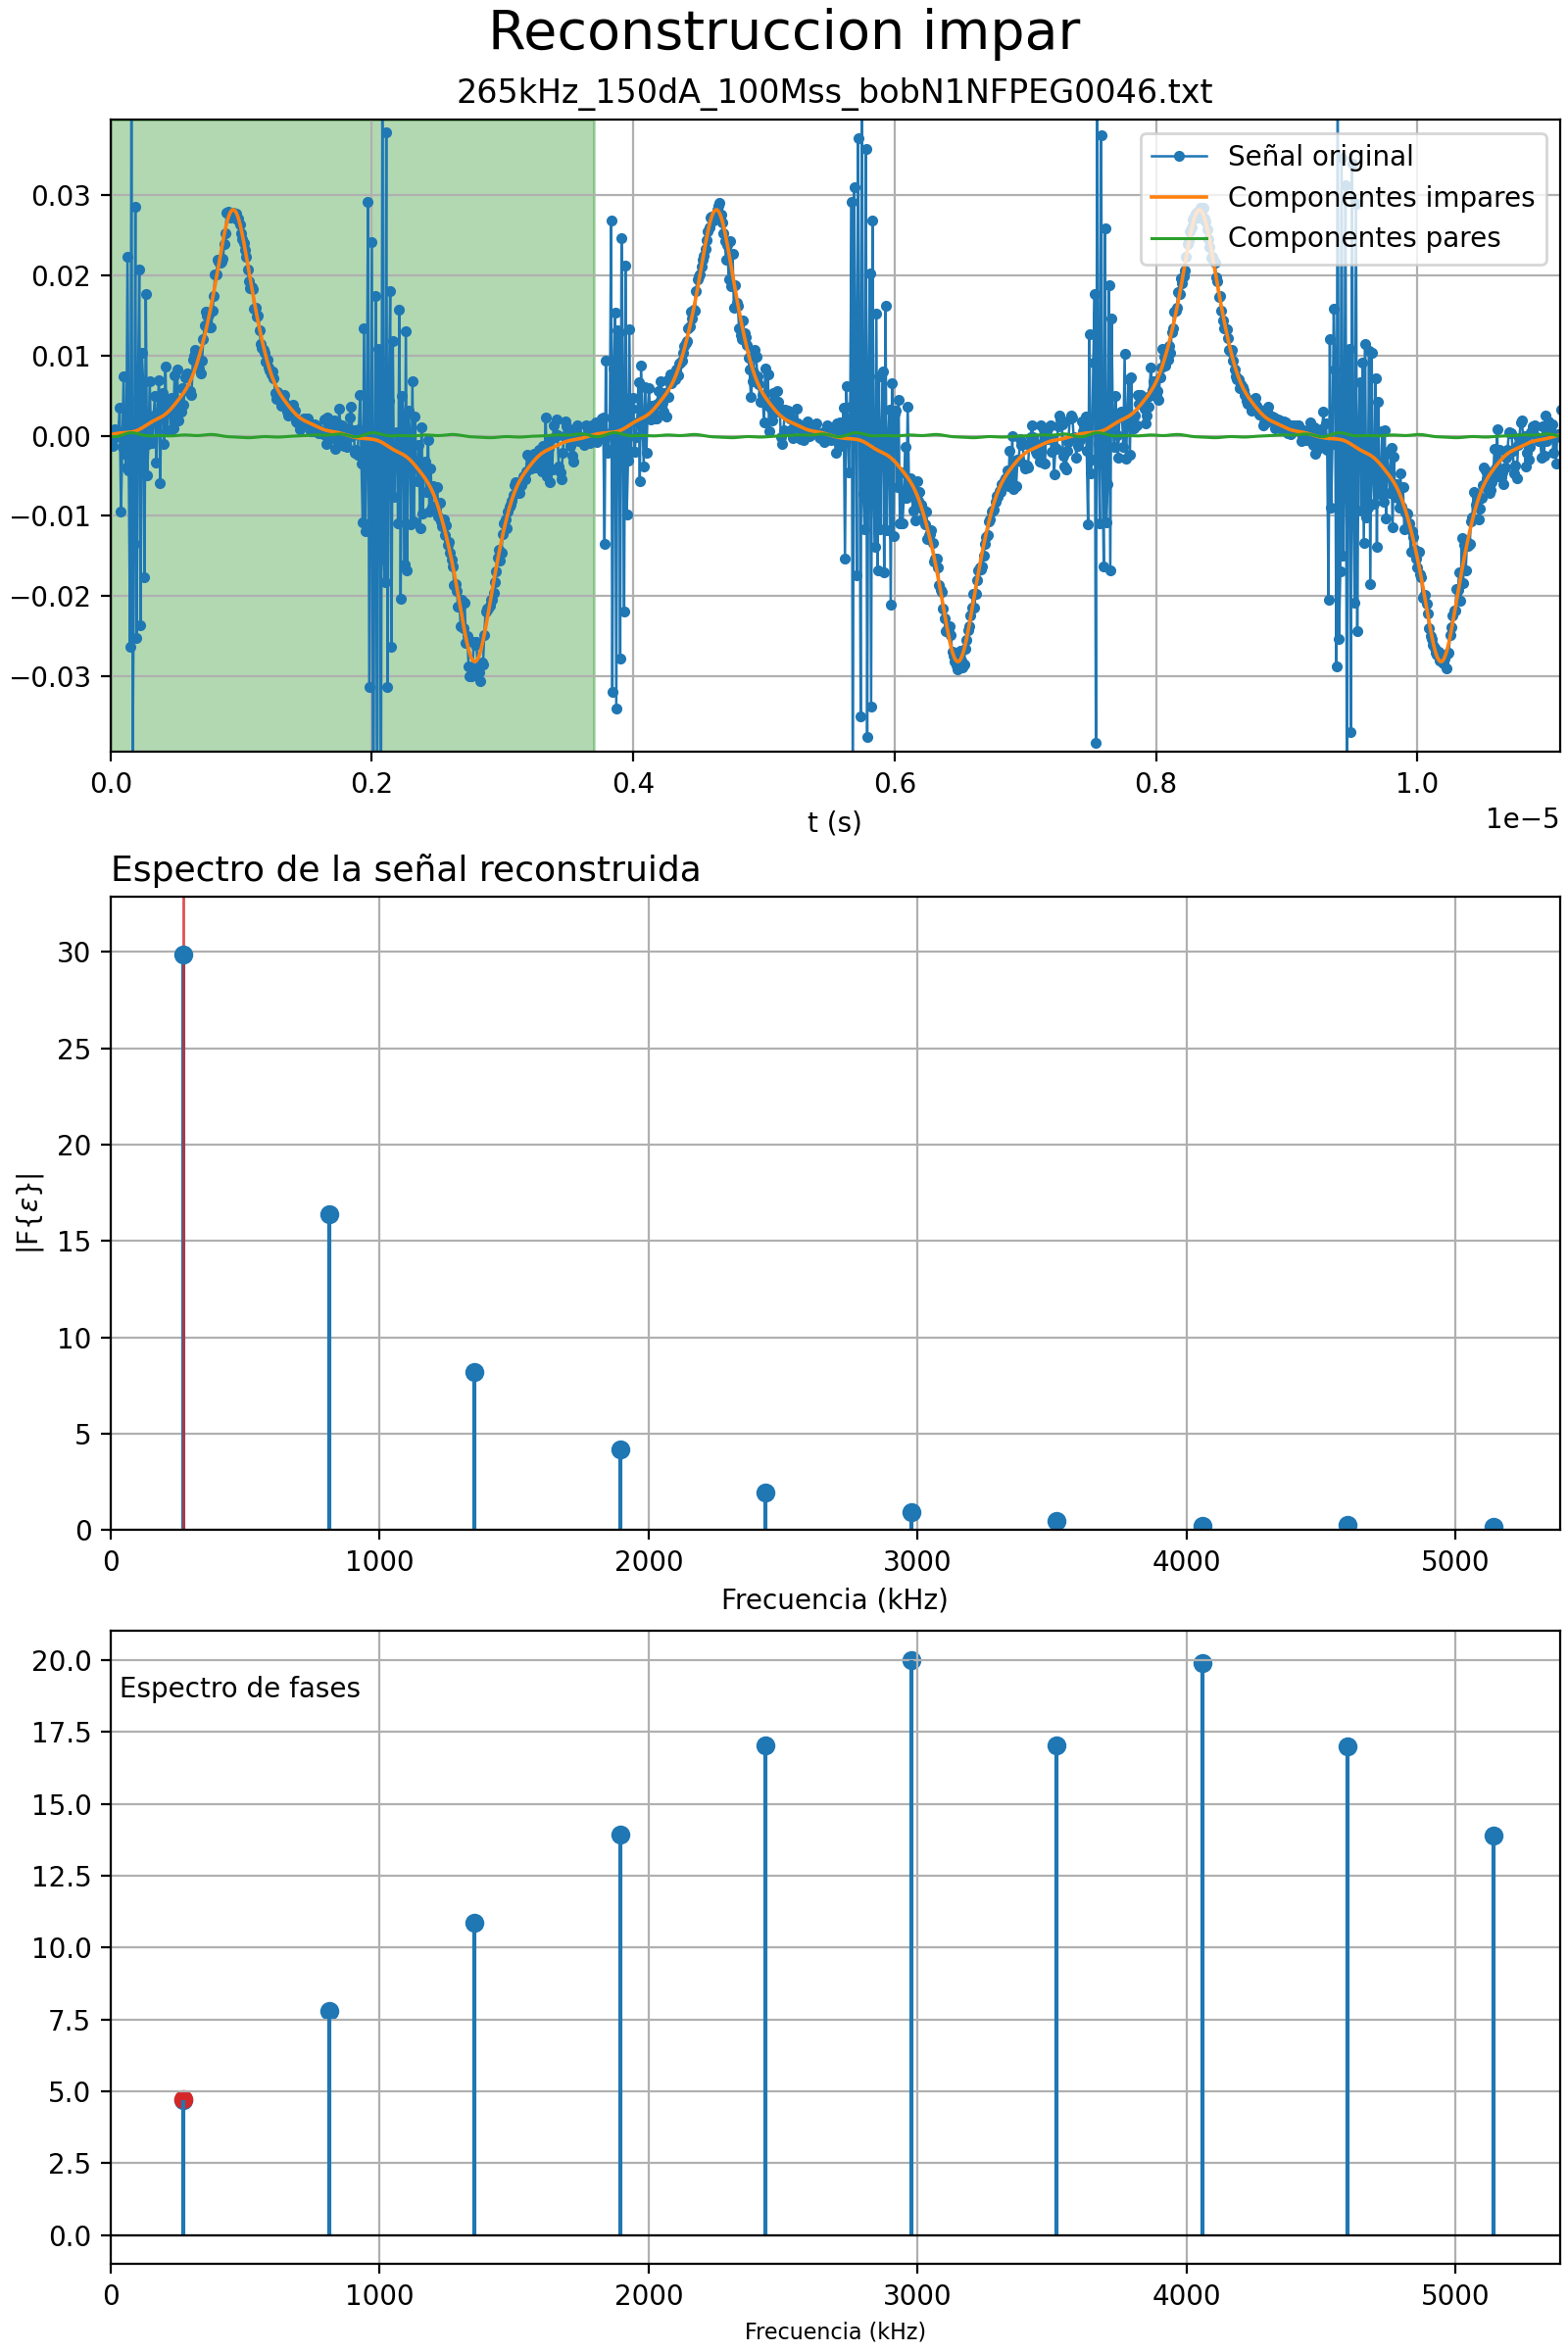 Reconstruccion impar
265kHz_150dA_100Mss_bobN1NFPEG0046.txt
Señal original
Componentes impares
Componentes pares
0.03
0.02
0.01
0.00
−0.01
−0.02
−0.03
0.0 0.2 0.4 0.6 0.8 1.0
1e−5
t (s)
Espectro de la señal reconstruida
|F{ε}|
30
25
20
15
10
5
0
0 1000 2000 3000 4000 5000
Frecuencia (kHz)
Espectro de fases
20.0
17.5
15.0
12.5
10.0
7.5
5.0
2.5
0.0
0 1000 2000 3000 4000 5000
Frecuencia (kHz)